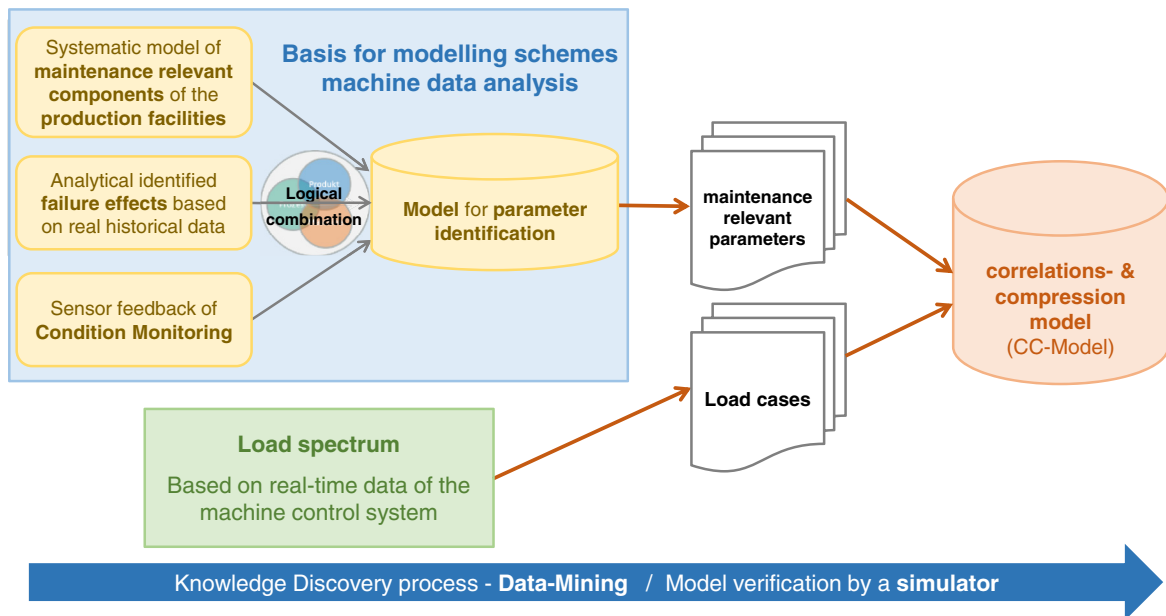 Systematic model of
maintenance relevant
components of the
production facilities
Basis for modelling schemes
machine data analysis
Analytical identified
failure effects based
on real historical data
Produkt
Logical
combination
Model for parameter
identification
Sensor feedback of
Condition Monitoring
maintenance
relevant
parameters
Load cases
correlations- &
compression
model
(CC-Model)
Load spectrum
Based on real-time data of the
machine control system
Knowledge Discovery process - Data-Mining / Model verification by a simulator